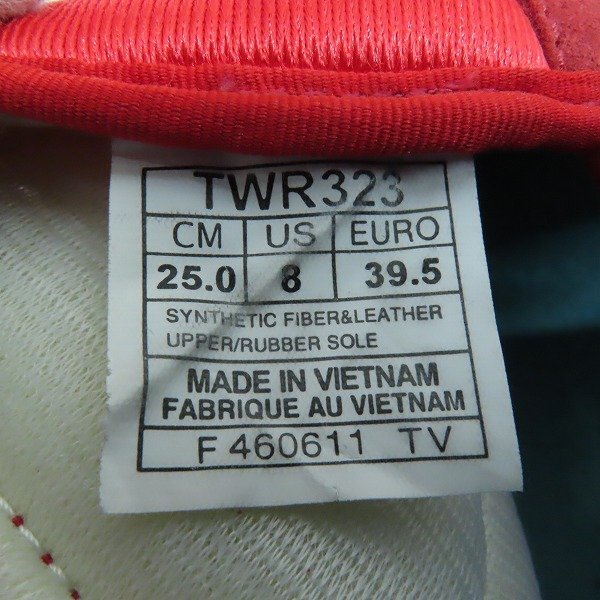 TWR323
CM US EURO
25.0 8 39.5
SYNTHETIC FIBER&LEATHER
UPPER/RUBBER SOLE
MADE IN VIETNAM
FABRIQUE AU VIETNAM
F 460611 TV